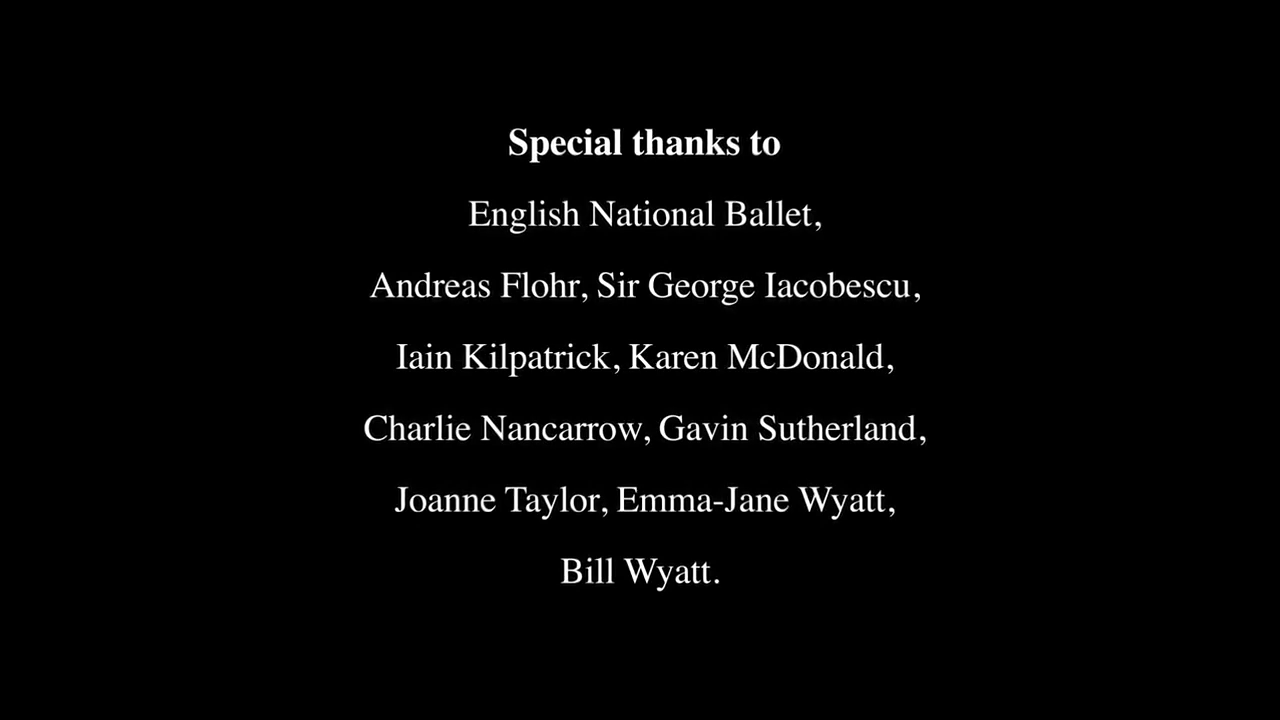 Special thanks to
English National Ballet,
Andreas Flohr, Sir George Iacobescu,
Iain Kilpatrick, Karen McDonald,
Charlie Nancarrow, Gavin Sutherland,
Joanne Taylor, Emma-Jane Wyatt,
Bill Wyatt.